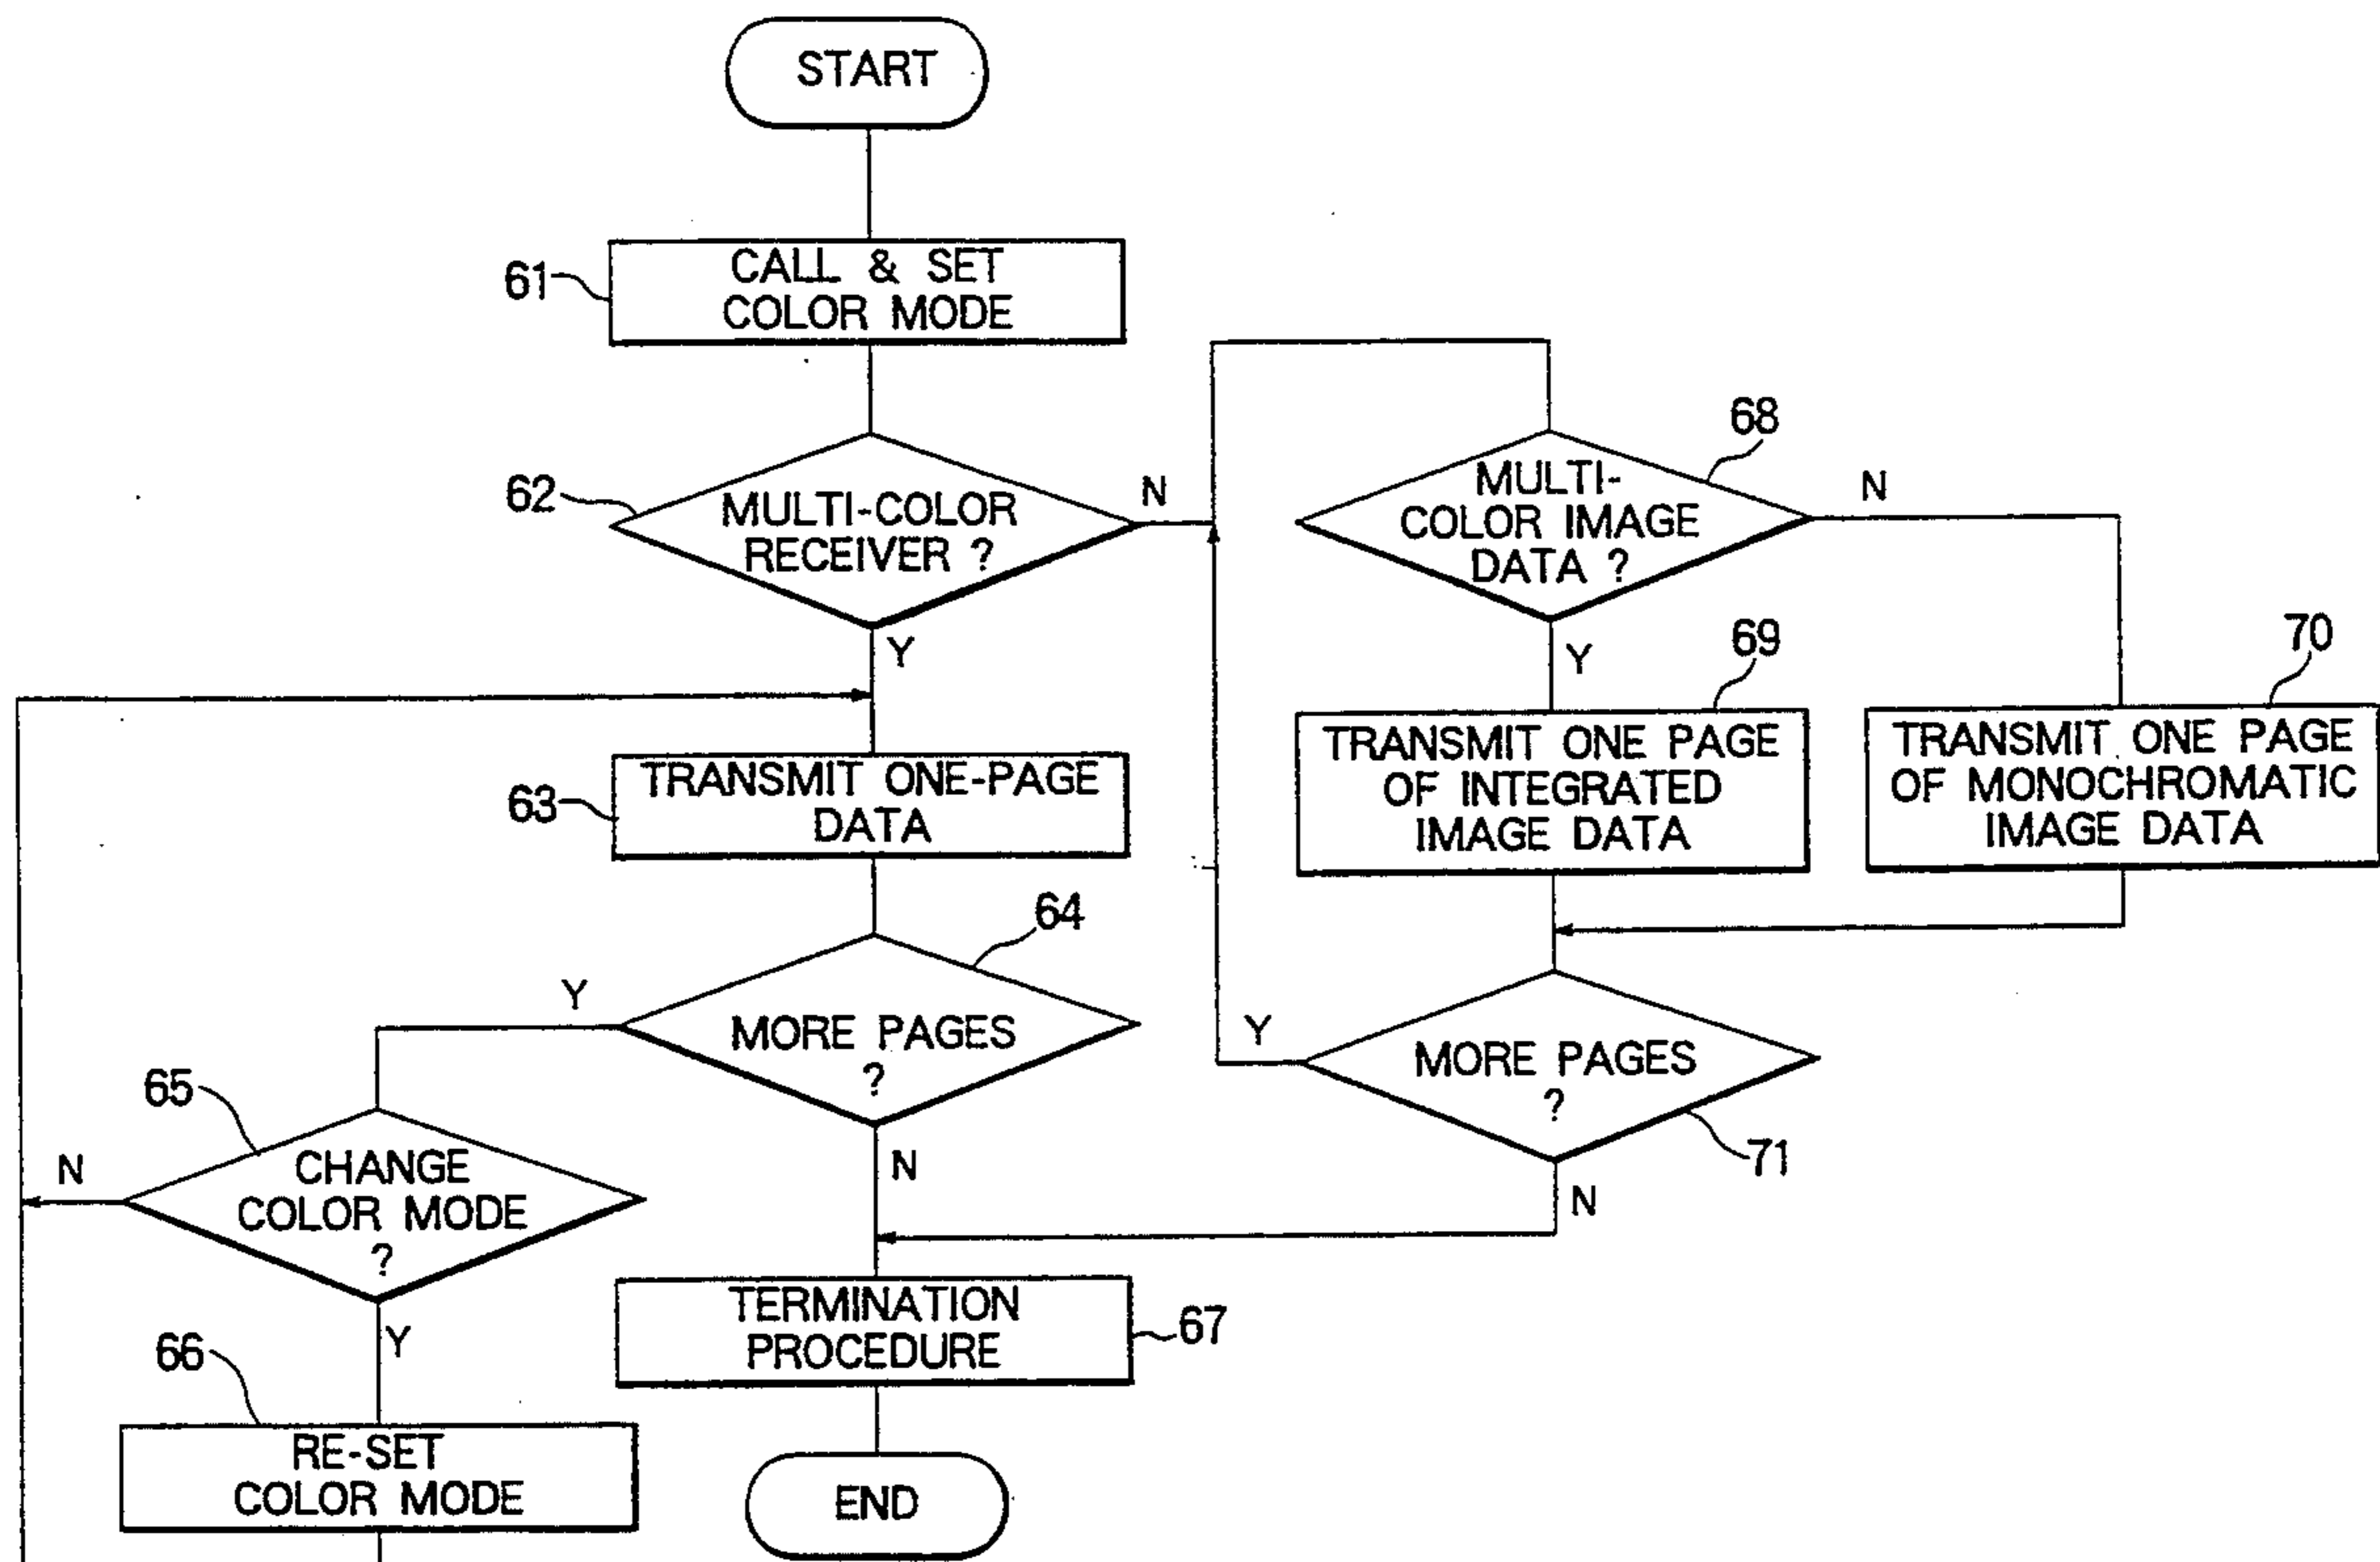 START
61
CALL & SET
COLOR MODE
62
MULTI-COLOR
RECEIVER ?
N
Y
63
TRANSMIT ONE-PAGE
DATA
64
MORE PAGES
?
Y
N
65
CHANGE
COLOR MODE
?
N
Y
66
RE-SET
COLOR MODE
TERMINATION
PROCEDURE
67
END
68
MULTI-
COLOR IMAGE
DATA ?
N
Y
69
TRANSMIT ONE PAGE
OF INTEGRATED
IMAGE DATA
70
TRANSMIT ONE PAGE
OF MONOCHROMATIC
IMAGE DATA
MORE PAGES
?
Y
N
71